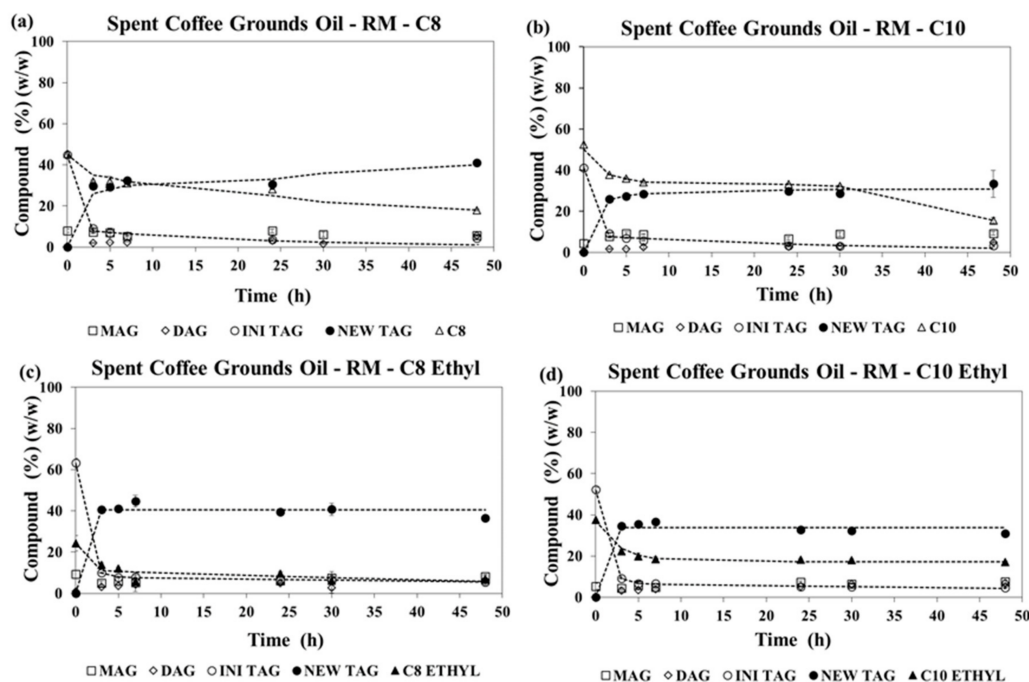 (a)
Spent Coffee Grounds Oil - RM - C8
100
80
60
40
20
0
Compound (%) (w/w)
0 5 10 15 20 25 30 35 40 45 50
Time (h)
MAG DAG INI TAG NEW TAG C8
(b)
Spent Coffee Grounds Oil - RM - C10
100
80
60
40
20
0
Compound (%) (w/w)
0 5 10 15 20 25 30 35 40 45 50
Time (h)
MAG DAG INI TAG NEW TAG C10
(c)
Spent Coffee Grounds Oil - RM - C8 Ethyl
100
80
60
40
20
0
Compound (%) (w/w)
0 5 10 15 20 25 30 35 40 45 50
Time (h)
MAG DAG INI TAG NEW TAG C8 ETHYL
(d)
Spent Coffee Grounds Oil - RM - C10 Ethyl
100
80
60
40
20
0
Compound (%) (w/w)
0 5 10 15 20 25 30 35 40 45 50
Time (h)
MAG DAG INI TAG NEW TAG C10 ETHYL